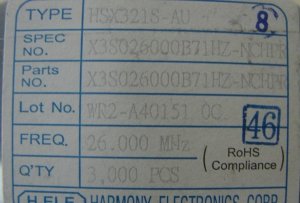 TYPE HSX321S-AU 8
SPEC NO. X3S026000B71HZ-NCHPR
Parts NO. X3S026000B71HZ-NCHPR
Lot No. WR2-A40151 0C 46
FREQ. 26.000 MHz (RoHS Compliance)
Q'TY 3,000 PCS
H.ELE HARMONY ELECTRONICS CORP